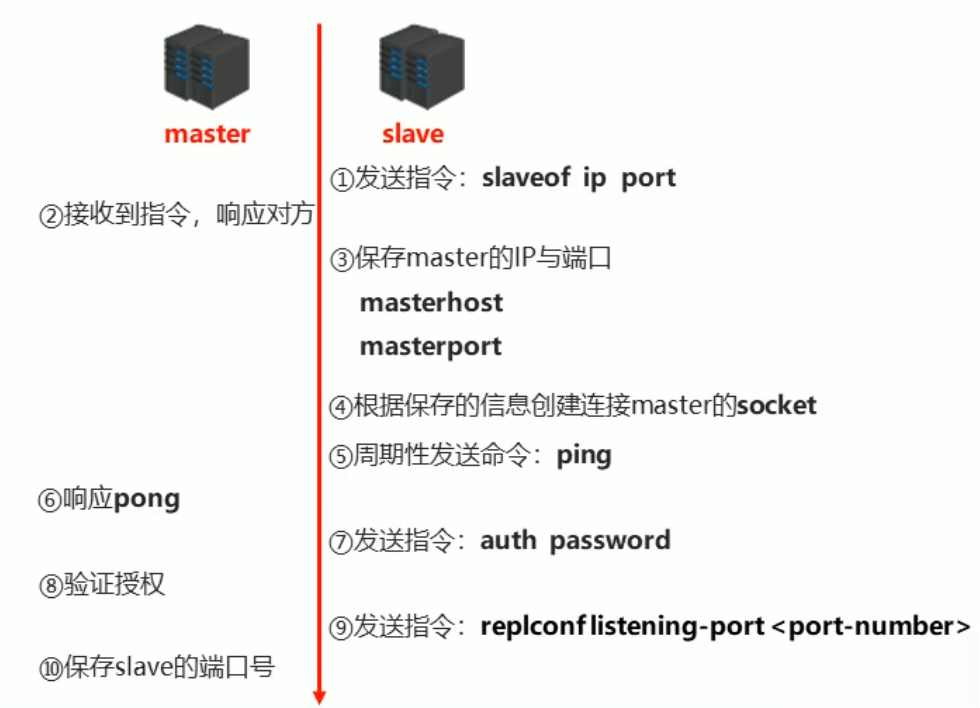 master
slave
①发送指令：slaveof ip port
②接收到指令，响应对方
③保存master的IP与端口
masterhost
masterport
④根据保存的信息创建连接master的socket
⑤周期性发送命令：ping
⑥响应pong
⑦发送指令：auth password
⑧验证授权
⑨发送指令：replconf listening-port <port-number>
⑩保存slave的端口号